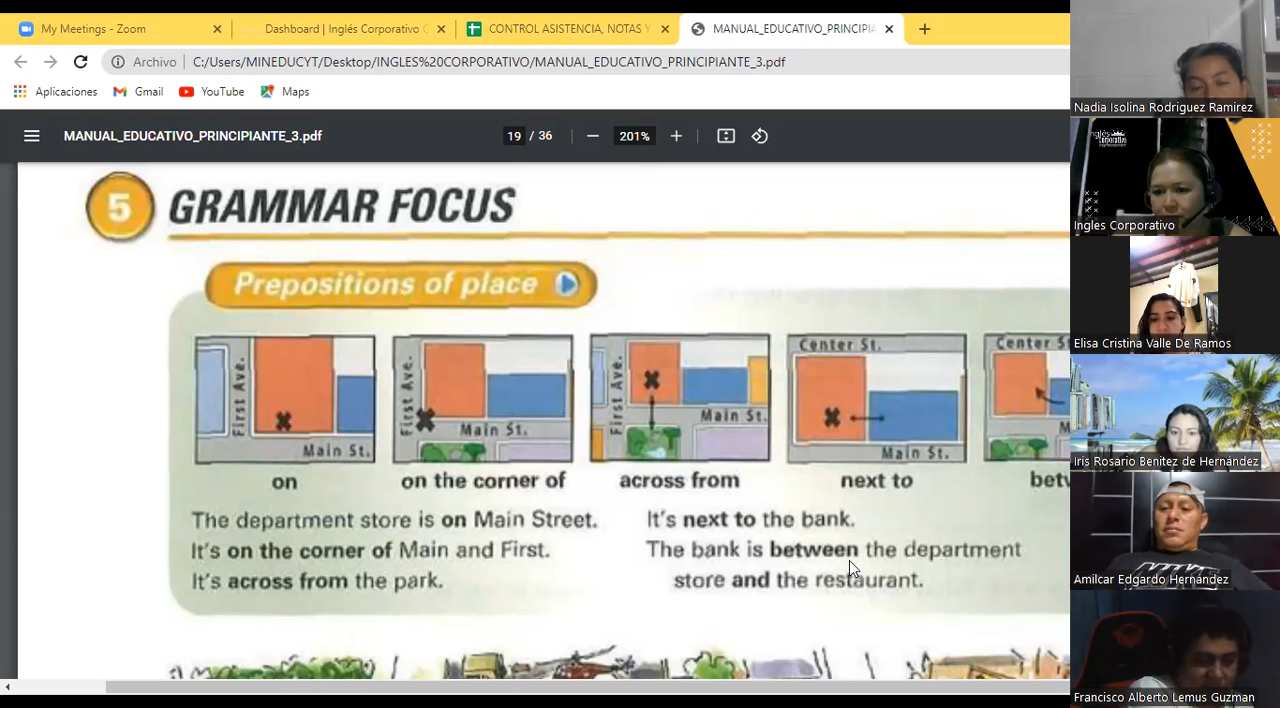 My Meetings - Zoom
Dashboard | Inglés Corporativo C
CONTROL ASISTENCIA, NOTAS Y
MANUAL_EDUCATIVO_PRINCIPIA
Archivo
C:/Users/MINEDUCYT/Desktop/INGLES%20CORPORATIVO/MANUAL_EDUCATIVO_PRINCIPIANTE_3.pdf
Aplicaciones
Gmail
YouTube
Maps
MANUAL_EDUCATIVO_PRINCIPIANTE_3.pdf
19 / 36
201%
5 GRAMMAR FOCUS
Prepositions of place
First Ave.
Main St.
First Ave.
Main St.
First Ave.
Main St.
Center St.
Main St.
Center St
M
on
on the corner of
across from
next to
betw
The department store is on Main Street.
It's on the corner of Main and First.
It's across from the park.
It's next to the bank.
The bank is between the department
store and the restaurant.
Nadia Isolina Rodriguez Ramirez
Inglés
Corporativo
Ingles Corporativo
Elisa Cristina Valle De Ramos
Iris Rosario Benitez de Hernández
Amilcar Edgardo Hernández
Francisco Alberto Lemus Guzman